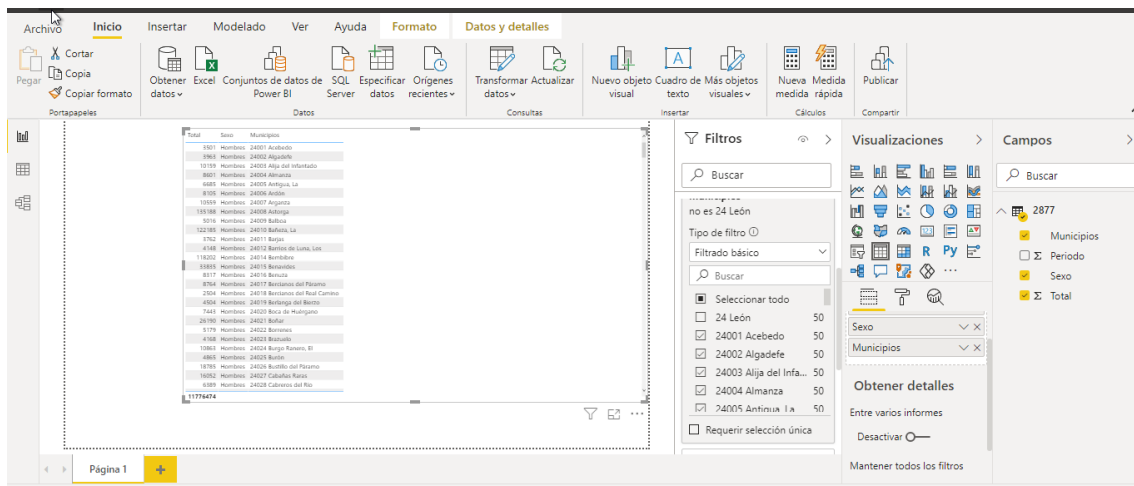 Archivo Inicio Insertar Modelado Ver Ayuda Formato Datos y detalles
Pegar
Cortar
Copia
Copiar formato
Portapapeles
Obtener datos
Excel
Conjuntos de datos de Power BI
SQL Server
Especificar datos
Orígenes recientes
Datos
Transformar datos
Actualizar
Consultas
Nuevo objeto visual
Cuadro de texto
Más objetos visuales
Insertar
Nueva medida
Medida rápida
Cálculos
Publicar
Compartir
Total Sexo Municipios
3501 Hombres 24001 Acebedo
3963 Hombres 24002 Algadefe
10159 Hombres 24003 Alija del Infantado
8601 Hombres 24004 Almanza
6685 Hombres 24005 Antigua, La
8105 Hombres 24006 Ardón
10559 Hombres 24007 Arganza
135188 Hombres 24008 Astorga
5016 Hombres 24009 Balboa
122185 Hombres 24010 Bañeza, La
5762 Hombres 24011 Barjas
4148 Hombres 24012 Barrios de Luna, Los
118202 Hombres 24014 Bembibre
33835 Hombres 24015 Benavides
8317 Hombres 24016 Benuza
8764 Hombres 24017 Bercianos del Páramo
2504 Hombres 24018 Bercianos del Real Camino
4504 Hombres 24019 Berlanga del Bierzo
7443 Hombres 24020 Boca de Huérgano
26190 Hombres 24021 Boñar
5179 Hombres 24022 Borrenes
4168 Hombres 24023 Brazuelo
10863 Hombres 24024 Burgo Ranero, El
4865 Hombres 24025 Burón
18785 Hombres 24026 Bustillo del Páramo
16052 Hombres 24027 Cabañas Raras
6389 Hombres 24028 Cabreros del Río
11776474
Filtros
Buscar
Municipios
no es 24 León
Tipo de filtro
Filtrado básico
Buscar
Seleccionar todo
24 León 50
24001 Acebedo 50
24002 Algadefe 50
24003 Alija del Infa... 50
24004 Almanza 50
24005 Antigua, La 50
Requerir selección única
Visualizaciones
R Py
...
Sexo
Municipios
Obtener detalles
Entre varios informes
Desactivar
Mantener todos los filtros
Campos
Buscar
2877
Municipios
Σ Periodo
Sexo
Σ Total
Página 1 +